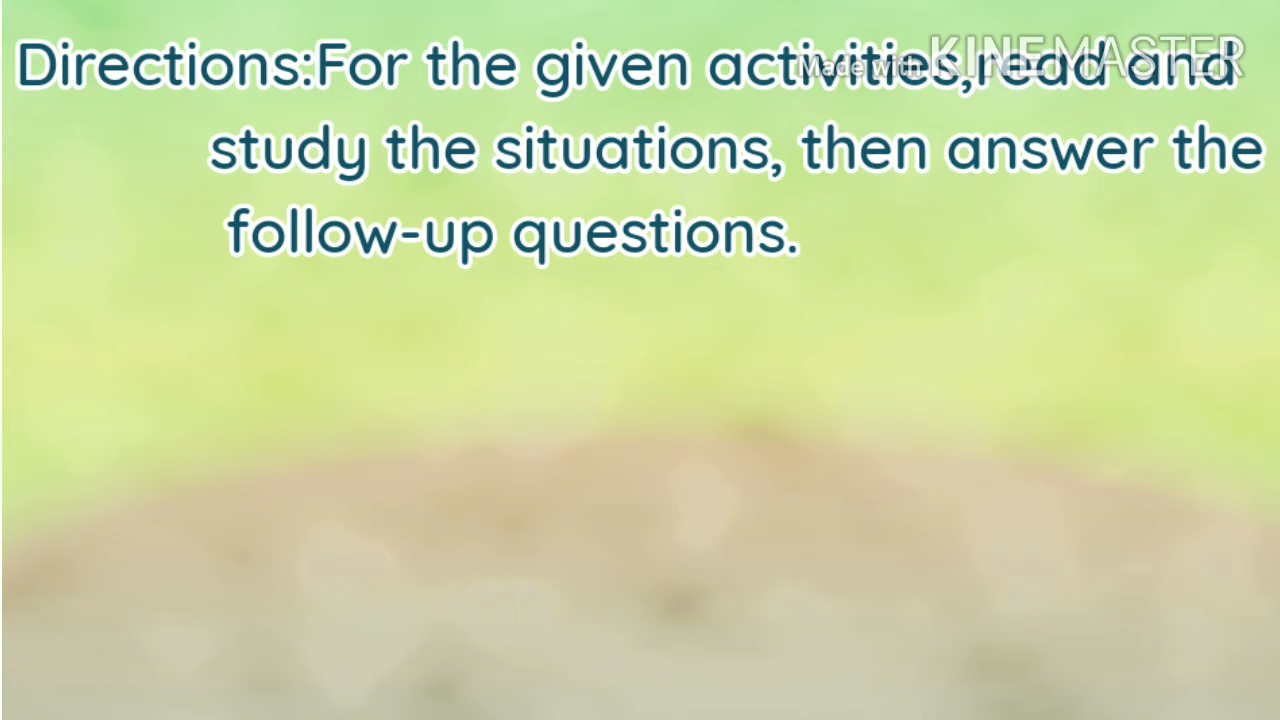 Directions:For the given activities,read and
Made with KINEMASTER
study the situations, then answer the
follow-up questions.